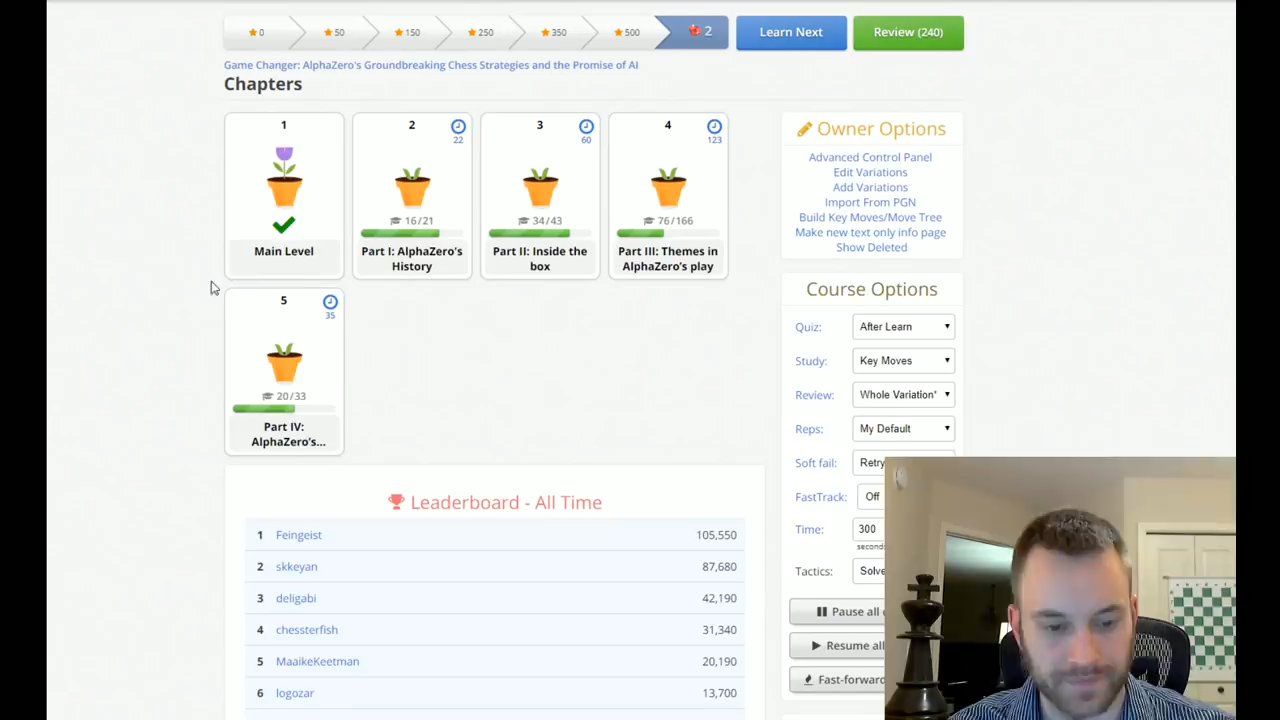 0
50
150
250
350
500
2
Learn Next
Review (240)
Game Changer: AlphaZero's Groundbreaking Chess Strategies and the Promise of AI
Chapters
1
Main Level
2
22
16/21
Part I: AlphaZero's
History
3
60
34/43
Part II: Inside the
box
4
123
76/166
Part III: Themes in
AlphaZero's play
5
35
20/33
Part IV:
AlphaZero's...
Leaderboard - All Time
1 Feingeist 105,550
2 skkeyan 87,680
3 deligabi 42,190
4 chessterfish 31,340
5 MaaikeKeetman 20,190
6 logozar 13,700
Owner Options
Advanced Control Panel
Edit Variations
Add Variations
Import From PGN
Build Key Moves/Move Tree
Make new text only info page
Show Deleted
Course Options
Quiz: After Learn
Study: Key Moves
Review: Whole Variation*
Reps: My Default
Soft fail: Retry
FastTrack: Off
Time: 300
seconds
Tactics: Solve
Pause all
Resume all
Fast-forward